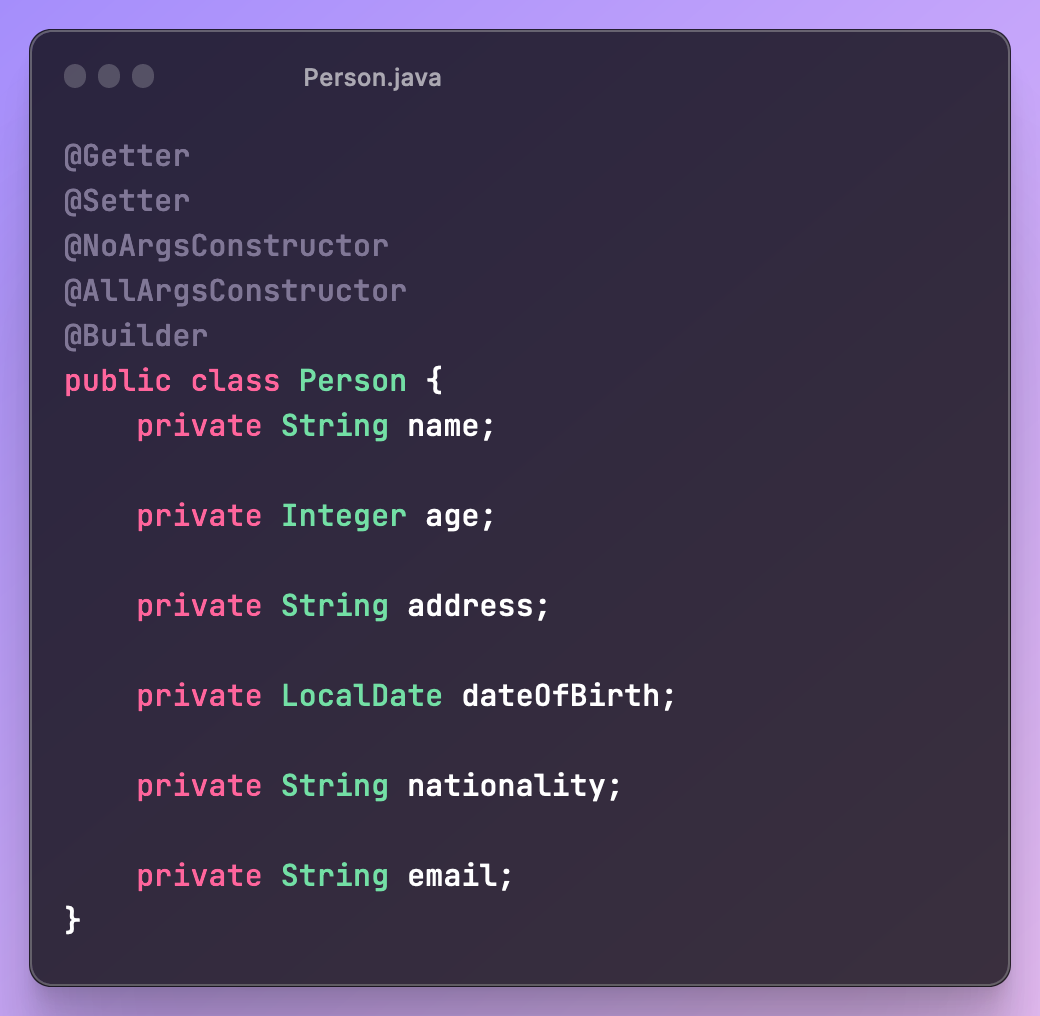 Person.java
@Getter
@Setter
@NoArgsConstructor
@AllArgsConstructor
@Builder
public class Person {
    private String name;
    private Integer age;
    private String address;
    private LocalDate dateOfBirth;
    private String nationality;
    private String email;
}